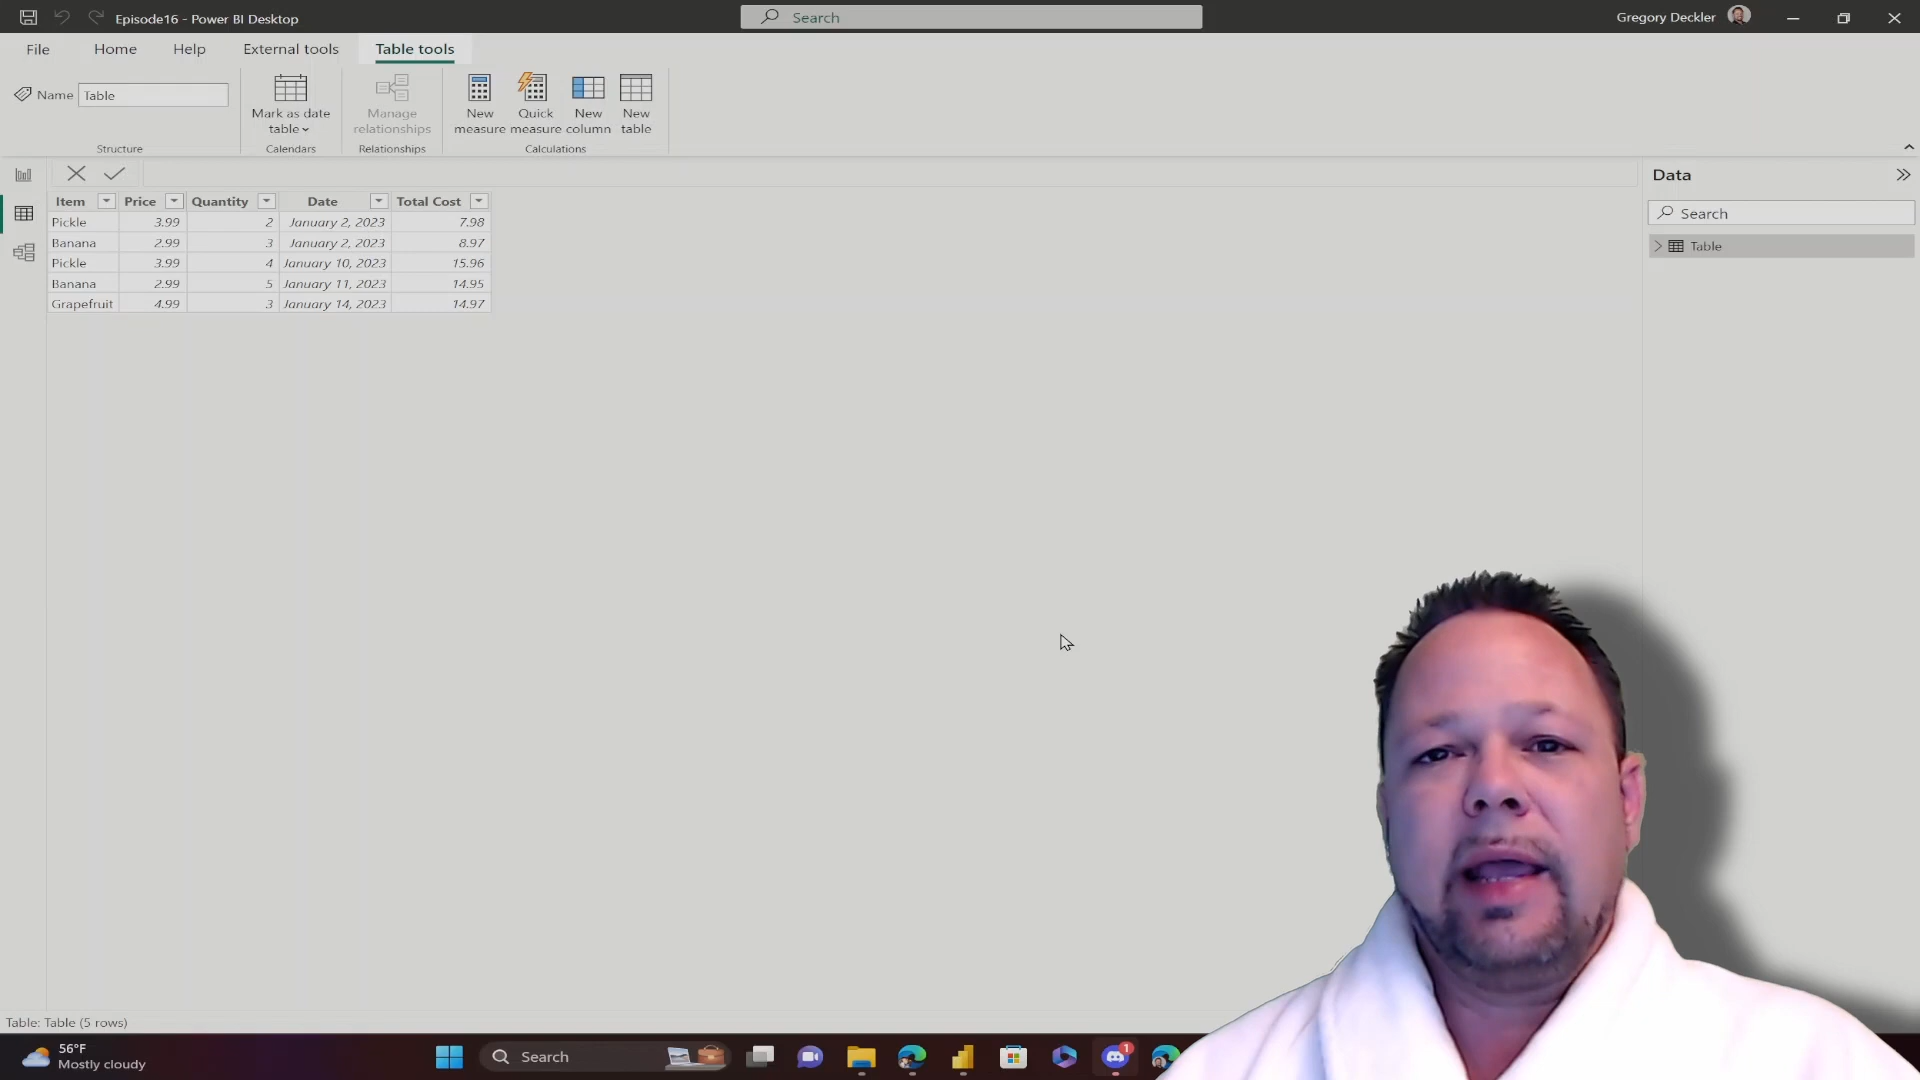 Episode16 - Power BI Desktop
Search
Gregory Deckler
File
Home
Help
External tools
Table tools
Name
Table
Mark as date
table
Manage
relationships
New
measure
Quick
measure
New
column
New
table
Structure
Calendars
Relationships
Calculations
Data
Search
Table
Item Price Quantity Date Total Cost
Pickle 3.99 2 January 2, 2023 7.98
Banana 2.99 3 January 2, 2023 8.97
Pickle 3.99 4 January 10, 2023 15.96
Banana 2.99 5 January 11, 2023 14.95
Grapefruit 4.99 3 January 14, 2023 14.97
Table: Table (5 rows)
56°F
Mostly cloudy
Search
1